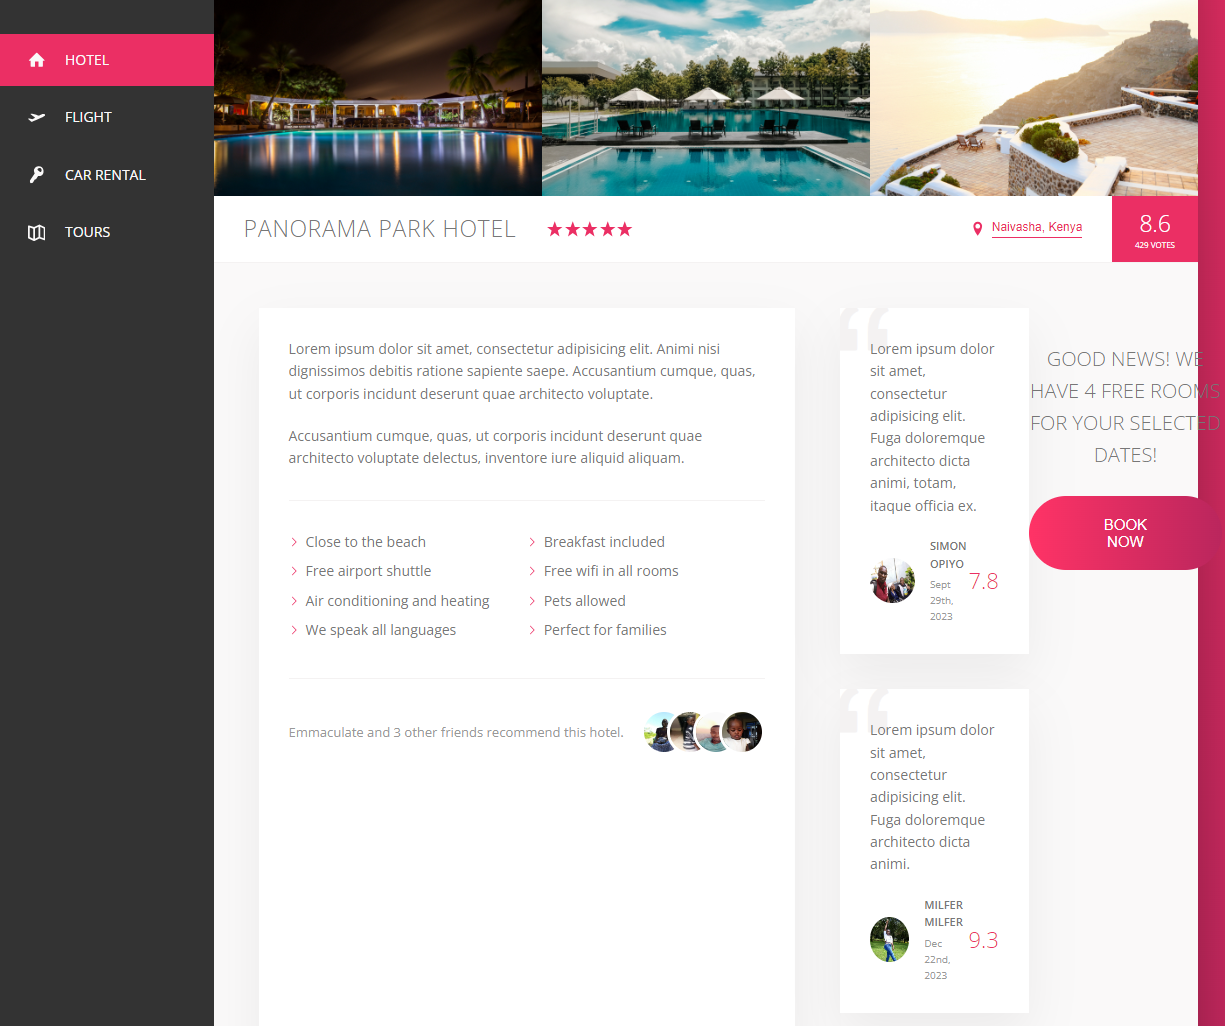 HOTEL
FLIGHT
CAR RENTAL
TOURS
PANORAMA PARK HOTEL
Naivasha, Kenya
8.6
429 VOTES
Lorem ipsum dolor sit amet, consectetur adipisicing elit. Animi nisi
dignissimos debitis ratione sapiente saepe. Accusantium cumque, quas,
ut corporis incidunt deserunt quae architecto voluptate.
Accusantium cumque, quas, ut corporis incidunt deserunt quae
architecto voluptate delectus, inventore iure aliquid aliquam.
Close to the beach
Free airport shuttle
Air conditioning and heating
We speak all languages
Breakfast included
Free wifi in all rooms
Pets allowed
Perfect for families
Emmaculate and 3 other friends recommend this hotel.
“
Lorem ipsum dolor
sit amet,
consectetur
adipisicing elit.
Fuga doloremque
architecto dicta
animi, totam,
itaque officia ex.
SIMON
OPIYO
Sept
29th,
2023
7.8
“
Lorem ipsum dolor
sit amet,
consectetur
adipisicing elit.
Fuga doloremque
architecto dicta
animi.
MILFER
MILFER
Dec
22nd,
2023
9.3
GOOD NEWS! WE
HAVE 4 FREE ROOMS
FOR YOUR SELECTED
DATES!
BOOK
NOW